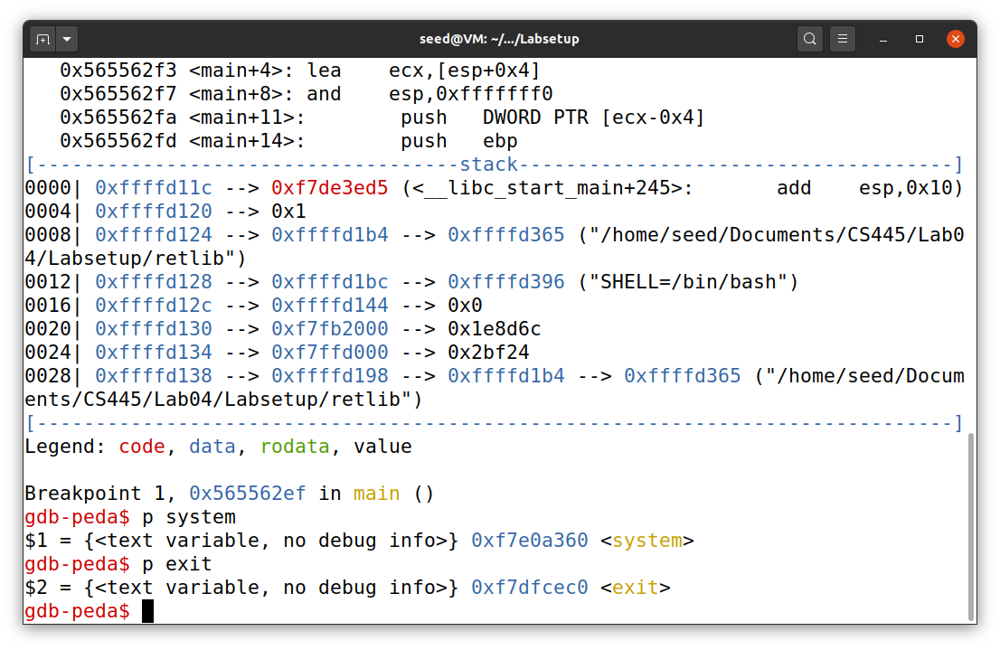 seed@VM: ~/.../Labsetup
   0x565562f3 <main+4>: lea    ecx,[esp+0x4]
   0x565562f7 <main+8>: and    esp,0xfffffff0
   0x565562fa <main+11>:        push   DWORD PTR [ecx-0x4]
   0x565562fd <main+14>:        push   ebp
[------------------------------------stack-------------------------------------]
0000| 0xffffd11c --> 0xf7de3ed5 (<__libc_start_main+245>:       add    esp,0x10)
0004| 0xffffd120 --> 0x1
0008| 0xffffd124 --> 0xffffd1b4 --> 0xffffd365 ("/home/seed/Documents/CS445/Lab0
4/Labsetup/retlib")
0012| 0xffffd128 --> 0xffffd1bc --> 0xffffd396 ("SHELL=/bin/bash")
0016| 0xffffd12c --> 0xffffd144 --> 0x0
0020| 0xffffd130 --> 0xf7fb2000 --> 0x1e8d6c
0024| 0xffffd134 --> 0xf7ffd000 --> 0x2bf24
0028| 0xffffd138 --> 0xffffd198 --> 0xffffd1b4 --> 0xffffd365 ("/home/seed/Docum
ents/CS445/Lab04/Labsetup/retlib")
[------------------------------------------------------------------------------]
Legend: code, data, rodata, value

Breakpoint 1, 0x565562ef in main ()
gdb-peda$ p system
$1 = {<text variable, no debug info>} 0xf7e0a360 <system>
gdb-peda$ p exit
$2 = {<text variable, no debug info>} 0xf7dfcec0 <exit>
gdb-peda$